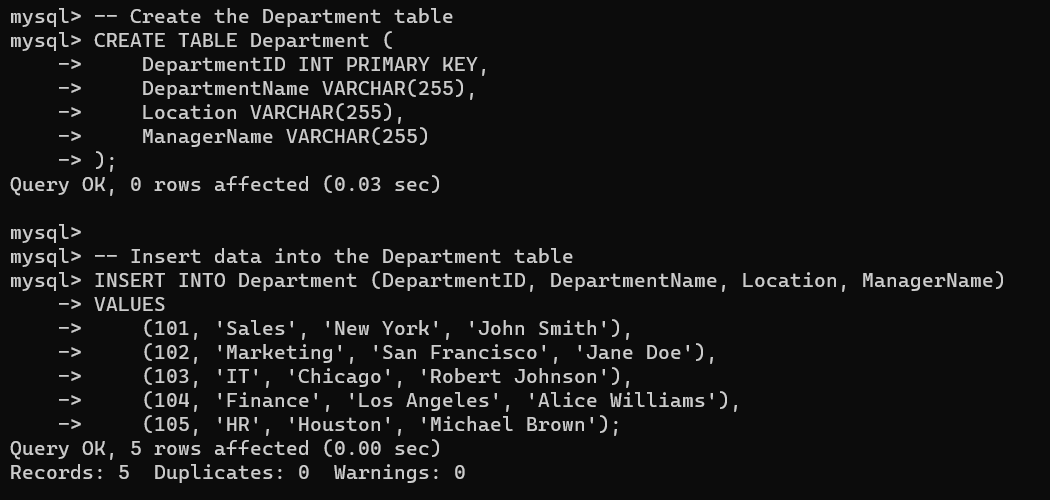 mysql> -- Create the Department table
mysql> CREATE TABLE Department (
    ->     DepartmentID INT PRIMARY KEY,
    ->     DepartmentName VARCHAR(255),
    ->     Location VARCHAR(255),
    ->     ManagerName VARCHAR(255)
    -> );
Query OK, 0 rows affected (0.03 sec)

mysql>
mysql> -- Insert data into the Department table
mysql> INSERT INTO Department (DepartmentID, DepartmentName, Location, ManagerName)
    -> VALUES
    ->     (101, 'Sales', 'New York', 'John Smith'),
    ->     (102, 'Marketing', 'San Francisco', 'Jane Doe'),
    ->     (103, 'IT', 'Chicago', 'Robert Johnson'),
    ->     (104, 'Finance', 'Los Angeles', 'Alice Williams'),
    ->     (105, 'HR', 'Houston', 'Michael Brown');
Query OK, 5 rows affected (0.00 sec)
Records: 5  Duplicates: 0  Warnings: 0